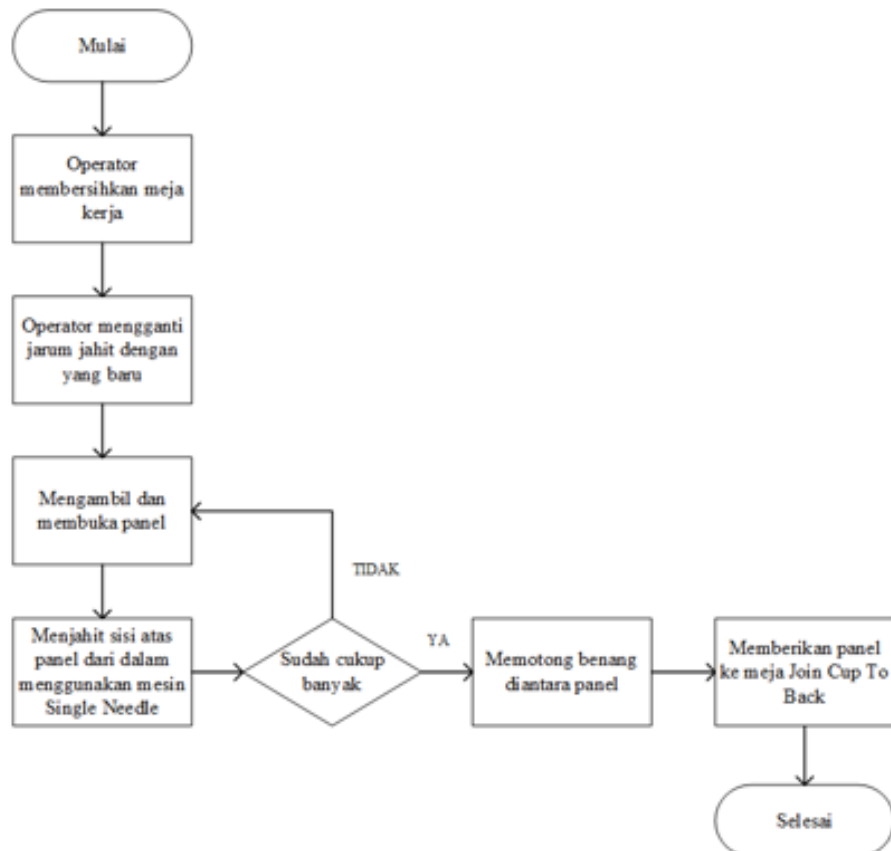 Mulai
Operator
membersihkan meja
kerja
Operator mengganti
jarum jahit dengan
yang baru
Mengambil dan
membuka panel
TIDAK
Menjahit sisi atas
panel dari dalam
menggunakan mesin
Single Needle
Sudah cukup
banyak
YA
Memotong benang
diantara panel
Memberikan panel
ke meja Join Cup To
Back
Selesai